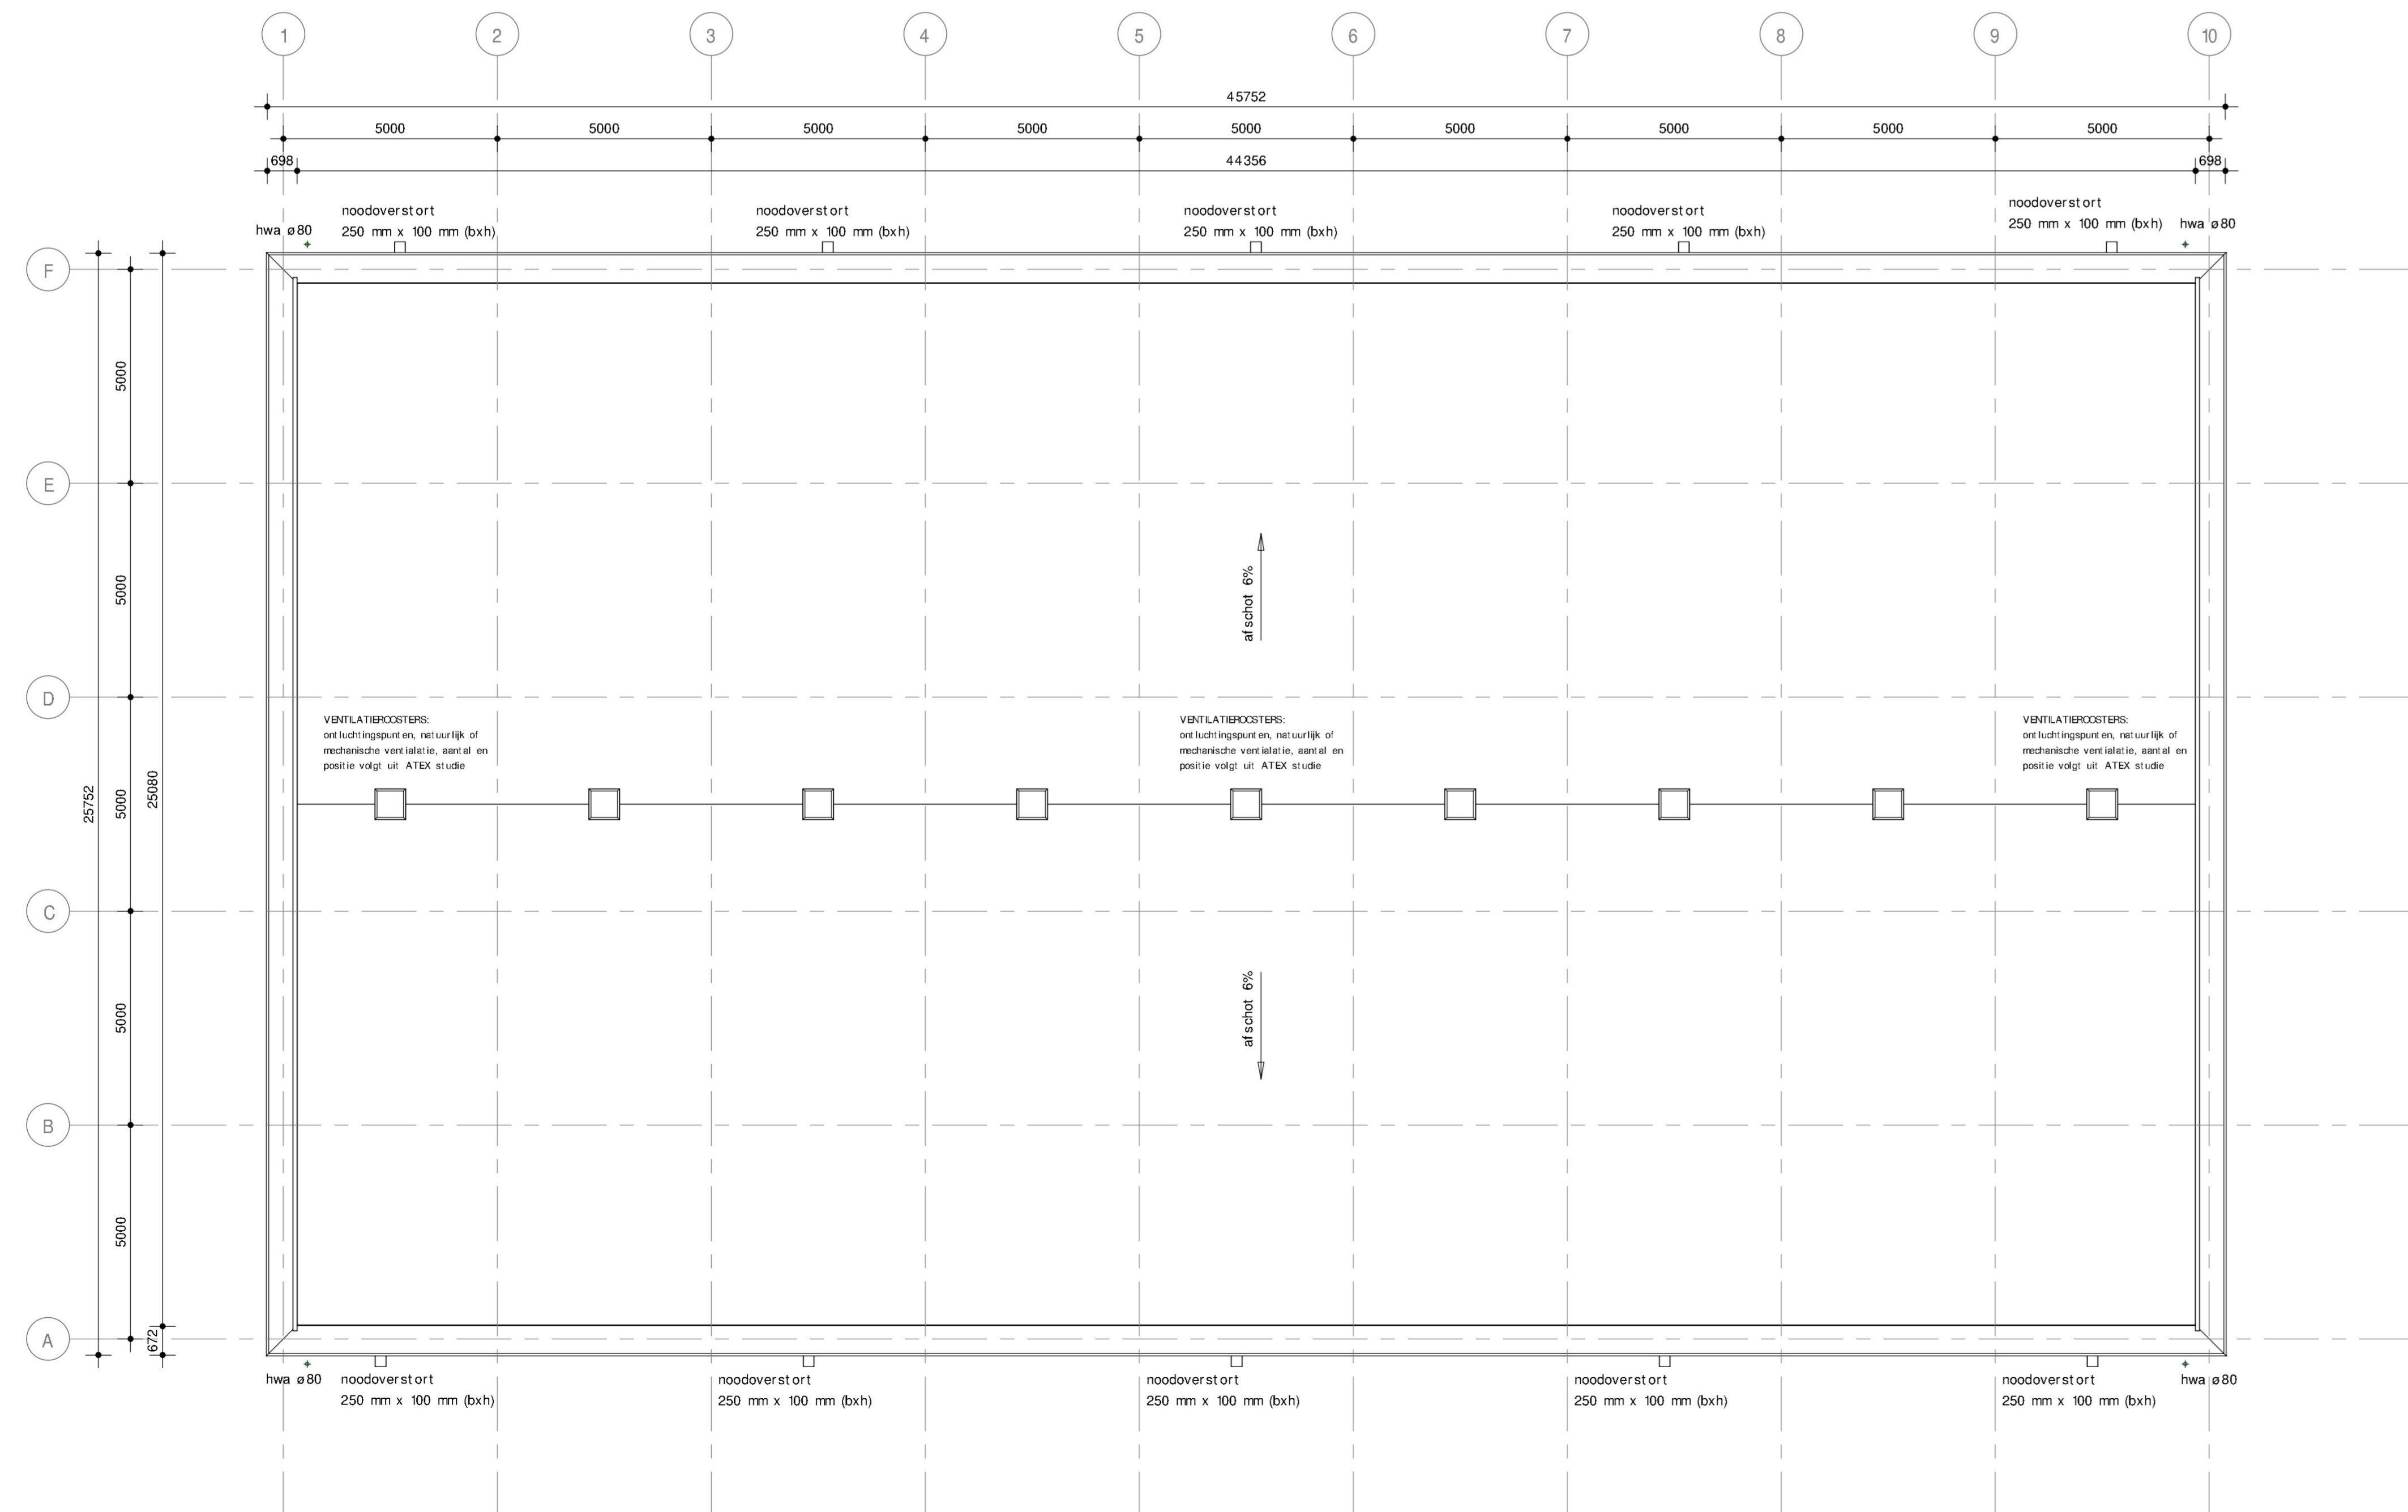 1 2 3 4 5 6 7 8 9 10
45752
5000 5000 5000 5000 5000 5000 5000 5000 5000
698 44356 698
noodoverstort
250 mm x 100 mm (bxh)
noodoverstort
250 mm x 100 mm (bxh)
noodoverstort
250 mm x 100 mm (bxh)
noodoverstort
250 mm x 100 mm (bxh)
noodoverstort
250 mm x 100 mm (bxh)
hwa ø80
hwa ø80
F
5000
E
5000
afschot 6%
D
VENTILATIEROOSTERS:
ontluchtingspunten, natuurlijk of
mechanische ventialatie, aantal en
positie volgt uit ATEX studie
VENTILATIEROOSTERS:
ontluchtingspunten, natuurlijk of
mechanische ventialatie, aantal en
positie volgt uit ATEX studie
VENTILATIEROOSTERS:
ontluchtingspunten, natuurlijk of
mechanische ventialatie, aantal en
positie volgt uit ATEX studie
25752
5000
25080
C
5000
afschot 6%
B
5000
A
672
hwa ø80
noodoverstort
250 mm x 100 mm (bxh)
noodoverstort
250 mm x 100 mm (bxh)
noodoverstort
250 mm x 100 mm (bxh)
noodoverstort
250 mm x 100 mm (bxh)
noodoverstort
250 mm x 100 mm (bxh)
hwa ø80